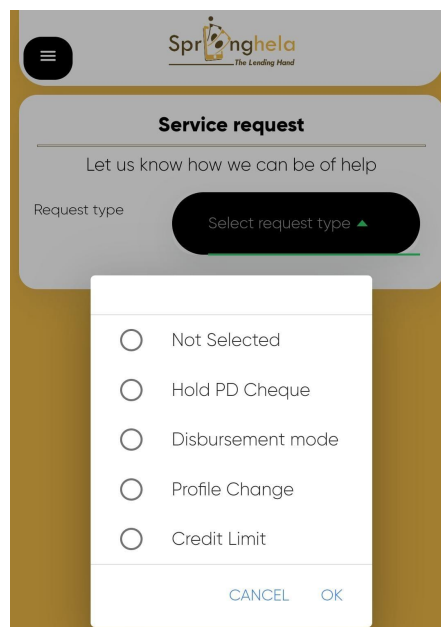 Springhela
The Lending Hand
Service request
Let us know how we can be of help
Request type
Select request type
Not Selected
Hold PD Cheque
Disbursement mode
Profile Change
Credit Limit
CANCEL OK